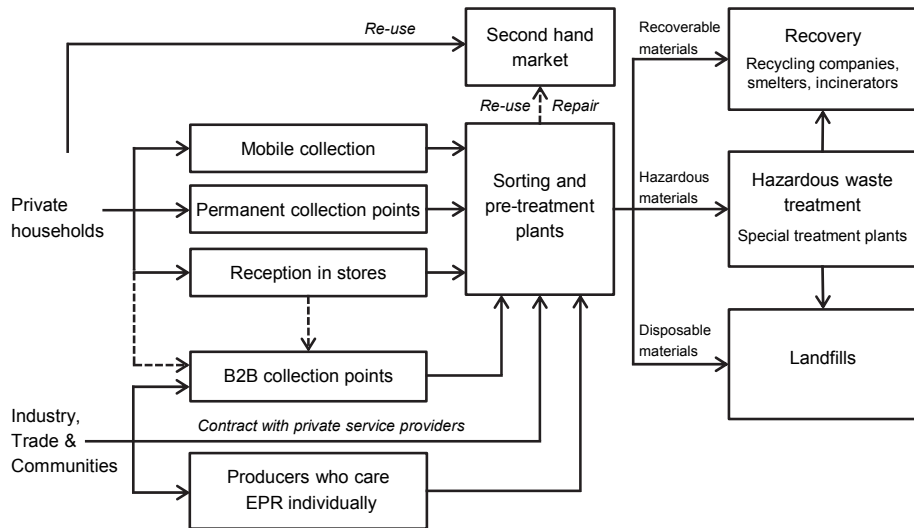 Re-use
Second hand
market
Recoverable
materials
Recovery
Recycling companies,
smelters, incinerators
Re-use Repair
Mobile collection
Private
households
Permanent collection points
Sorting and
pre-treatment
plants
Hazardous
materials
Hazardous waste
treatment
Special treatment plants
Reception in stores
Disposable
materials
Landfills
B2B collection points
Industry,
Trade &
Communities
Contract with private service providers
Producers who care
EPR individually